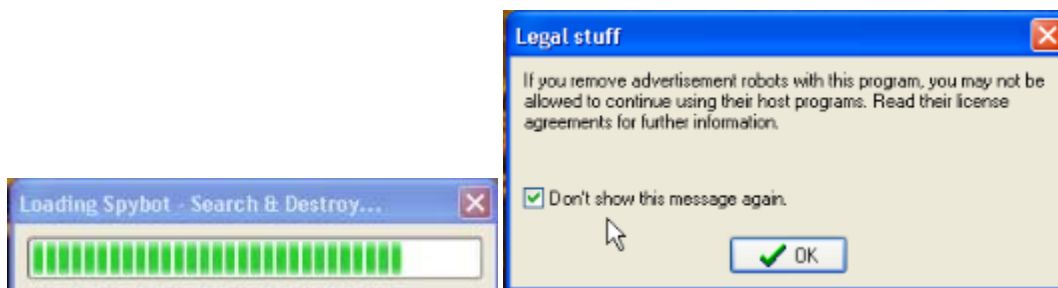 Legal stuff
If you remove advertisement robots with this program, you may not be
allowed to continue using their host programs. Read their license
agreements for further information.
Don't show this message again.
OK
Loading Spybot - Search & Destroy...